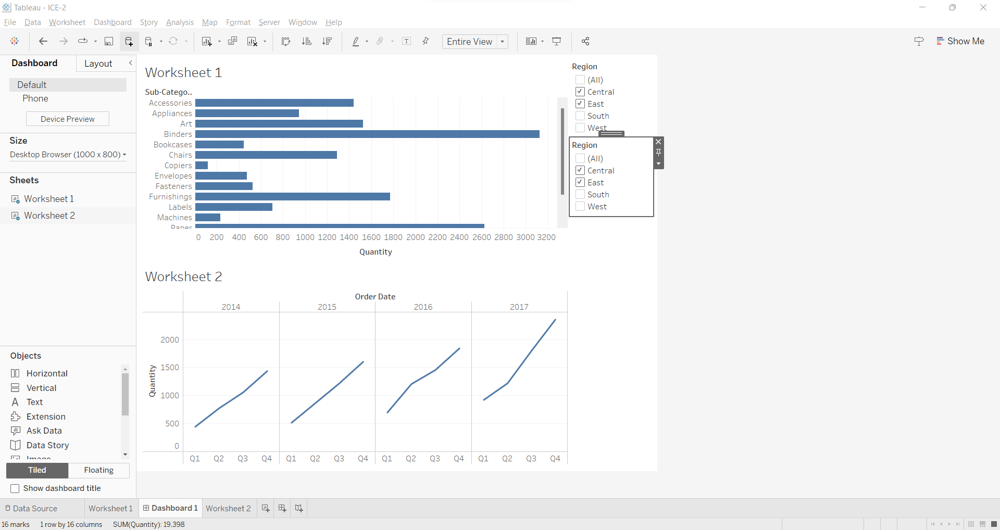 Tableau - ICE-2
File Data Worksheet Dashboard Story Analysis Map Format Server Window Help
Entire View
Show Me
Dashboard
Layout
Default
Phone
Device Preview
Size
Desktop Browser (1000 x 800)
Sheets
Worksheet 1
Worksheet 2
Objects
Horizontal
Vertical
Text
Extension
Ask Data
Data Story
Image
Tiled Floating
Show dashboard title
Worksheet 1
Sub-Catego..
Accessories
Appliances
Art
Binders
Bookcases
Chairs
Copiers
Envelopes
Fasteners
Furnishings
Labels
Machines
Paper
0 200 400 600 800 1000 1200 1400 1600 1800 2000 2200 2400 2600 2800 3000 3200
Quantity
Region
(All)
Central
East
South
West
Region
(All)
Central
East
South
West
Worksheet 2
Order Date
2014 2015 2016 2017
Quantity
2000
1500
1000
500
0
Q1 Q2 Q3 Q4 Q1 Q2 Q3 Q4 Q1 Q2 Q3 Q4 Q1 Q2 Q3 Q4
Data Source Worksheet 1 Dashboard 1 Worksheet 2
16 marks 1 row by 16 columns SUM(Quantity): 19,398